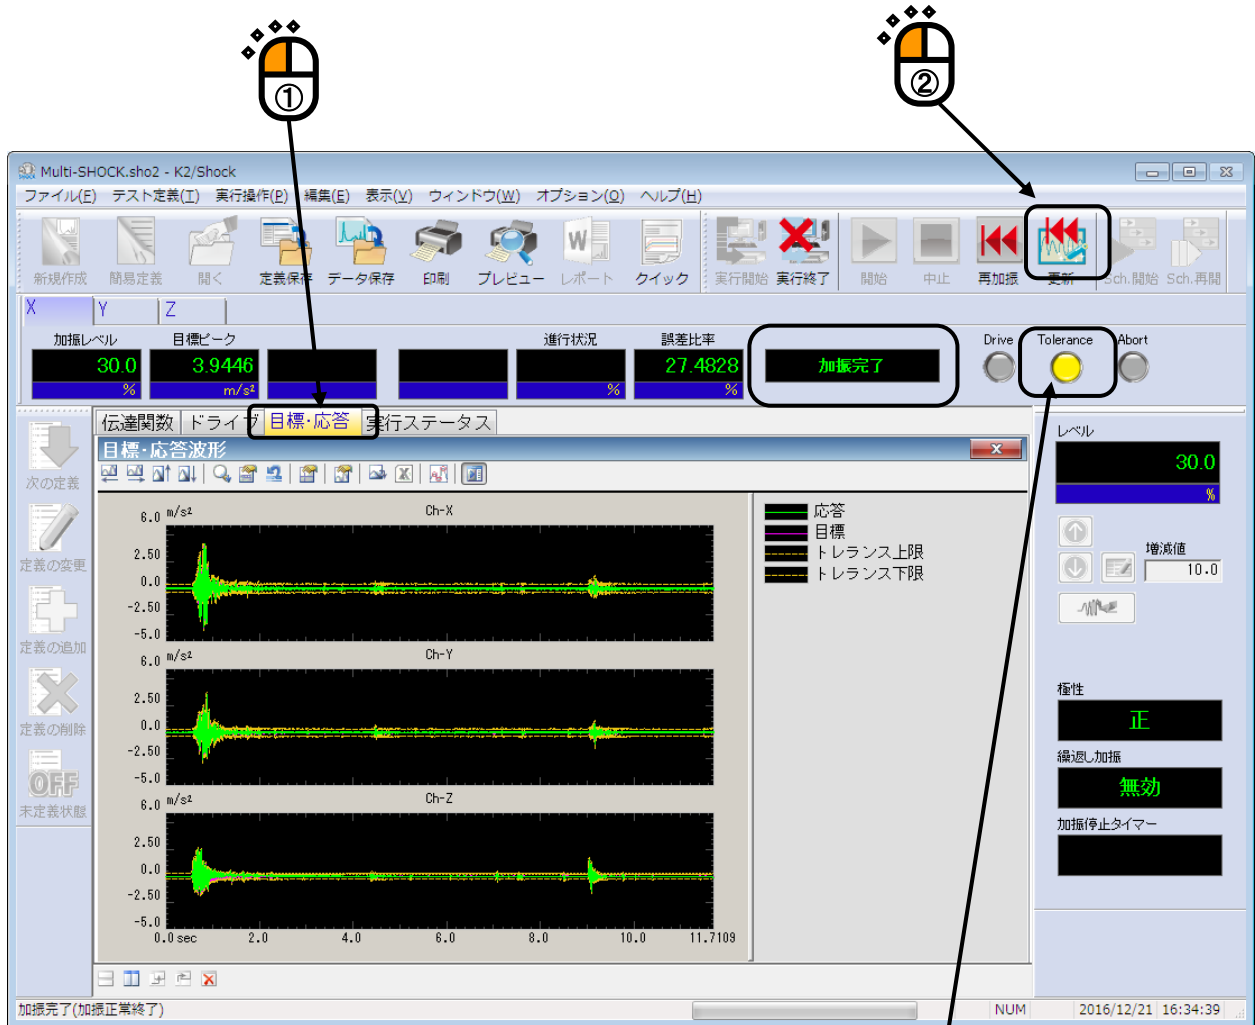 ①
②
Multi-SHOCK.sho2 - K2/Shock
ファイル(F) テスト定義(T) 実行操作(P) 編集(E) 表示(V) ウィンドウ(W) オプション(O) ヘルプ(H)
新規作成 簡易定義 開く 定義保存 データ保存 印刷 プレビュー レポート クイック 実行開始 実行終了 開始 中止 再加振 更新 Sch.開始 Sch.再開
X Y Z
加振レベル 目標ピーク 進行状況 誤差比率 Drive Tolerance Abort
30.0 3.9446 27.4828 加振完了
% m/s² % %
伝達関数 ドライブ 目標・応答 実行ステータス
目標・応答波形
次の定義
定義の変更
定義の追加
定義の削除
OFF
未定義状態
6.0 m/s² Ch-X
2.50
0.0
-2.50
-5.0
6.0 m/s² Ch-Y
2.50
0.0
-2.50
-5.0
6.0 m/s² Ch-Z
2.50
0.0
-2.50
-5.0
0.0 sec 2.0 4.0 6.0 8.0 10.0 11.7109
応答
目標
トレランス上限
トレランス下限
レベル
30.0
%
増減値
10.0
極性
正
繰返し加振
無効
加振停止タイマー
加振完了(加振正常終了) NUM 2016/12/21 16:34:39